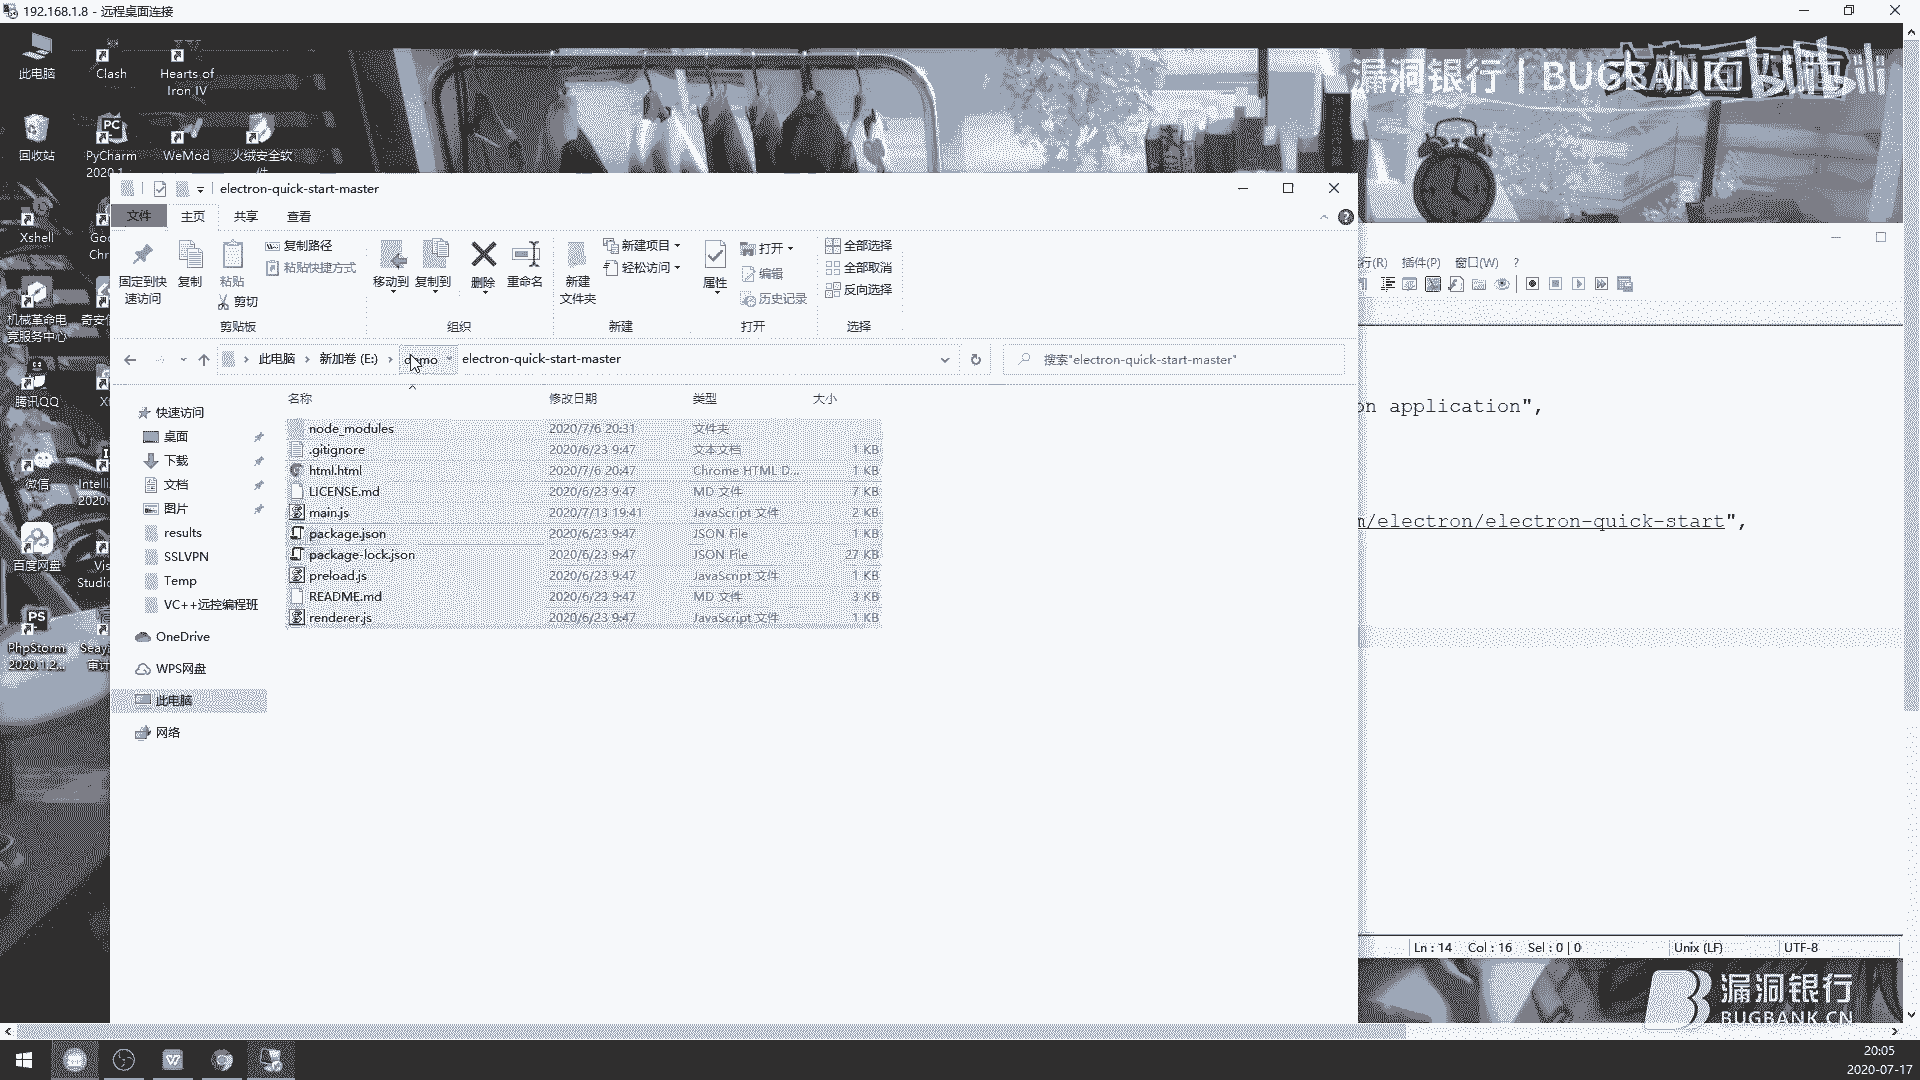 192.168.1.8 - 远程桌面连接
此电脑
Clash
Hearts of
Iron IV
漏洞银行丨BUGBANK
bilibili
回收站
PyCharm
2020.1...
WeMod
火绒安全软
件
electron-quick-start-master
文件
主页
共享
查看
Xshell
固定到快
速访问
复制
粘贴
复制路径
粘贴快捷方式
剪切
移动到
复制到
删除
重命名
新建
文件夹
新建项目
轻松访问
属性
打开
编辑
历史记录
全部选择
全部取消
反向选择
剪贴板
组织
新建
打开
选择
行(R)
插件(P)
窗口(W)
?
机械革命电
竞服务中心
此电脑
新加卷 (E:)
electron-quick-start-master
搜索"electron-quick-start-master"
腾讯QQ
名称
修改日期
类型
大小
快速访问
桌面
下载
文档
图片
results
SSLVPN
Temp
VC++远控编程班
OneDrive
WPS网盘
此电脑
网络
node_modules 2020/7/6 20:31 文件夹
.gitignore 2020/6/23 9:47 文本文档 1 KB
html.html 2020/7/6 20:47 Chrome HTML D... 1 KB
LICENSE.md 2020/6/23 9:47 MD 文件 7 KB
main.js 2020/7/13 19:41 JavaScript 文件 2 KB
package.json 2020/6/23 9:47 JSON File 1 KB
package-lock.json 2020/6/23 9:47 JSON File 27 KB
preload.js 2020/6/23 9:47 JavaScript 文件 1 KB
README.md 2020/6/23 9:47 MD 文件 3 KB
renderer.js 2020/6/23 9:47 JavaScript 文件 1 KB
on application",
m/electron/electron-quick-start",
微信
Intelli
2020.
百度网盘
Vis
Studio
PhpStorm
2020.1.2...
Seay
审计
Ln : 14 Col : 16 Sel : 0 | 0
Unix (LF)
UTF-8
漏洞银行
BUGBANK.CN
20:05
2020-07-17